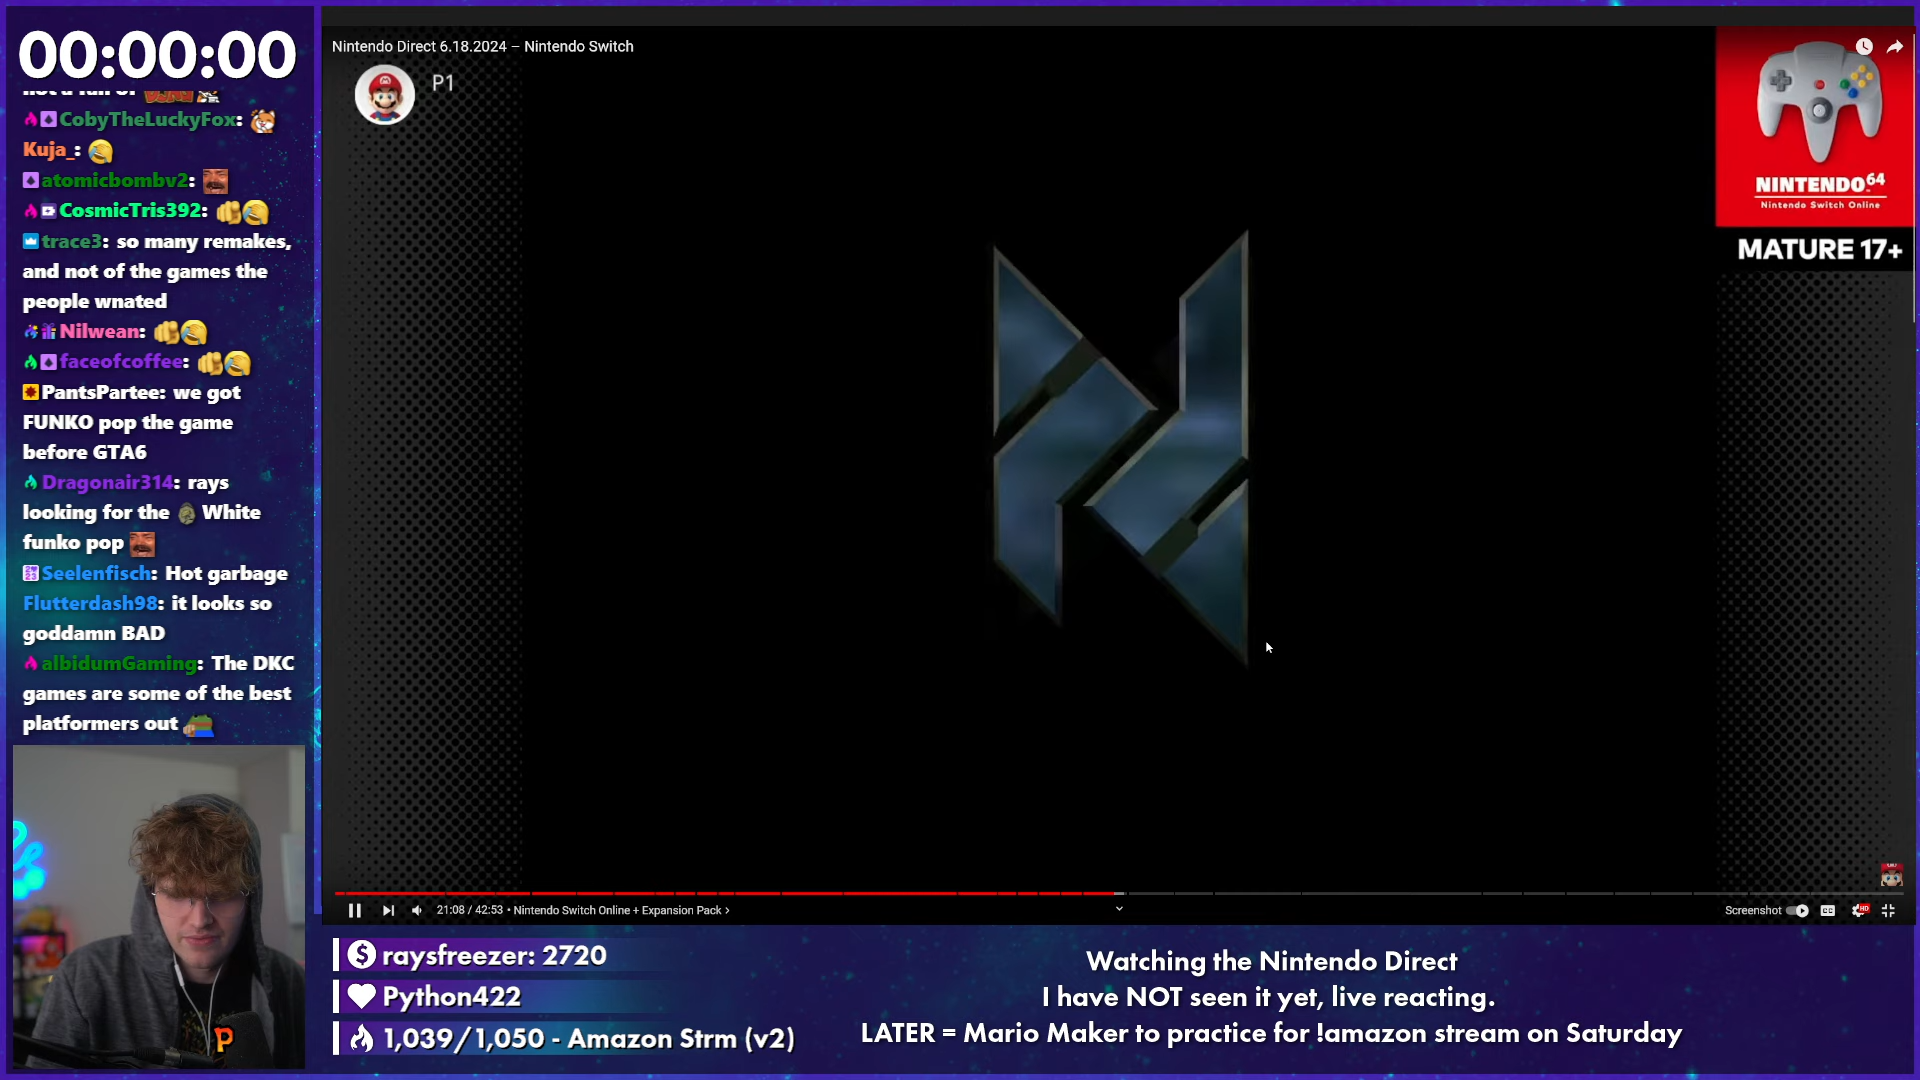 00:00:00
CobyTheLuckyFox:
Kuja_:
atomicbombv2:
CosmicTris392:
trace3: so many remakes,
and not of the games the
people wnated
Nilwean:
faceofcoffee:
PantsPartee: we got
FUNKO pop the game
before GTA6
Dragonair314: rays
looking for the White
funko pop
Seelenfisch: Hot garbage
Flutterdash98: it looks so
goddamn BAD
albidumGaming: The DKC
games are some of the best
platformers out
Nintendo Direct 6.18.2024 – Nintendo Switch
P1
NINTENDO 64
Nintendo Switch Online
MATURE 17+
21:08 / 42:53 • Nintendo Switch Online + Expansion Pack ›
Screenshot
CC
HD
raysfreezer: 2720
Python422
1,039/1,050 - Amazon Strm (v2)
Watching the Nintendo Direct
I have NOT seen it yet, live reacting.
LATER = Mario Maker to practice for !amazon stream on Saturday